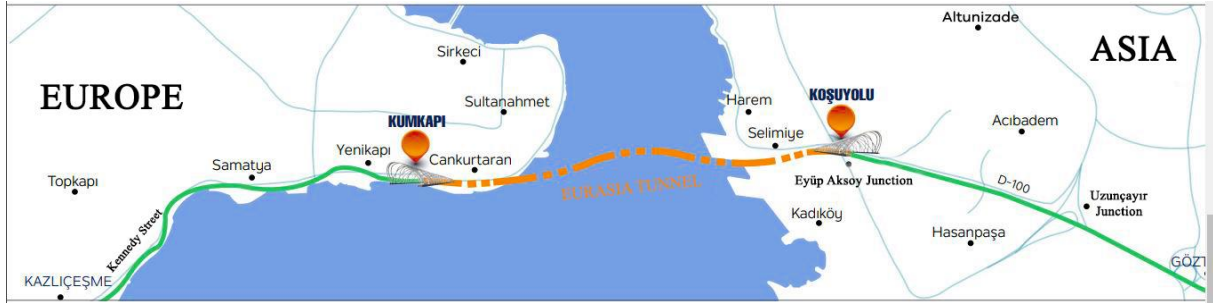 Altunizade
ASIA
EUROPE
Sirkeci
Sultanahmet
KUMKAPI
Harem
KOŞUYOLU
Selimiye
Acıbadem
Samatya
Yenikapı
Cankurtaran
Topkapı
EURASIA TUNNEL
Eyüp Aksoy Junction
D-100
Uzunçayır
Junction
Kennedy Street
Kadıköy
Hasanpaşa
KAZLIÇEŞME
GÖZT